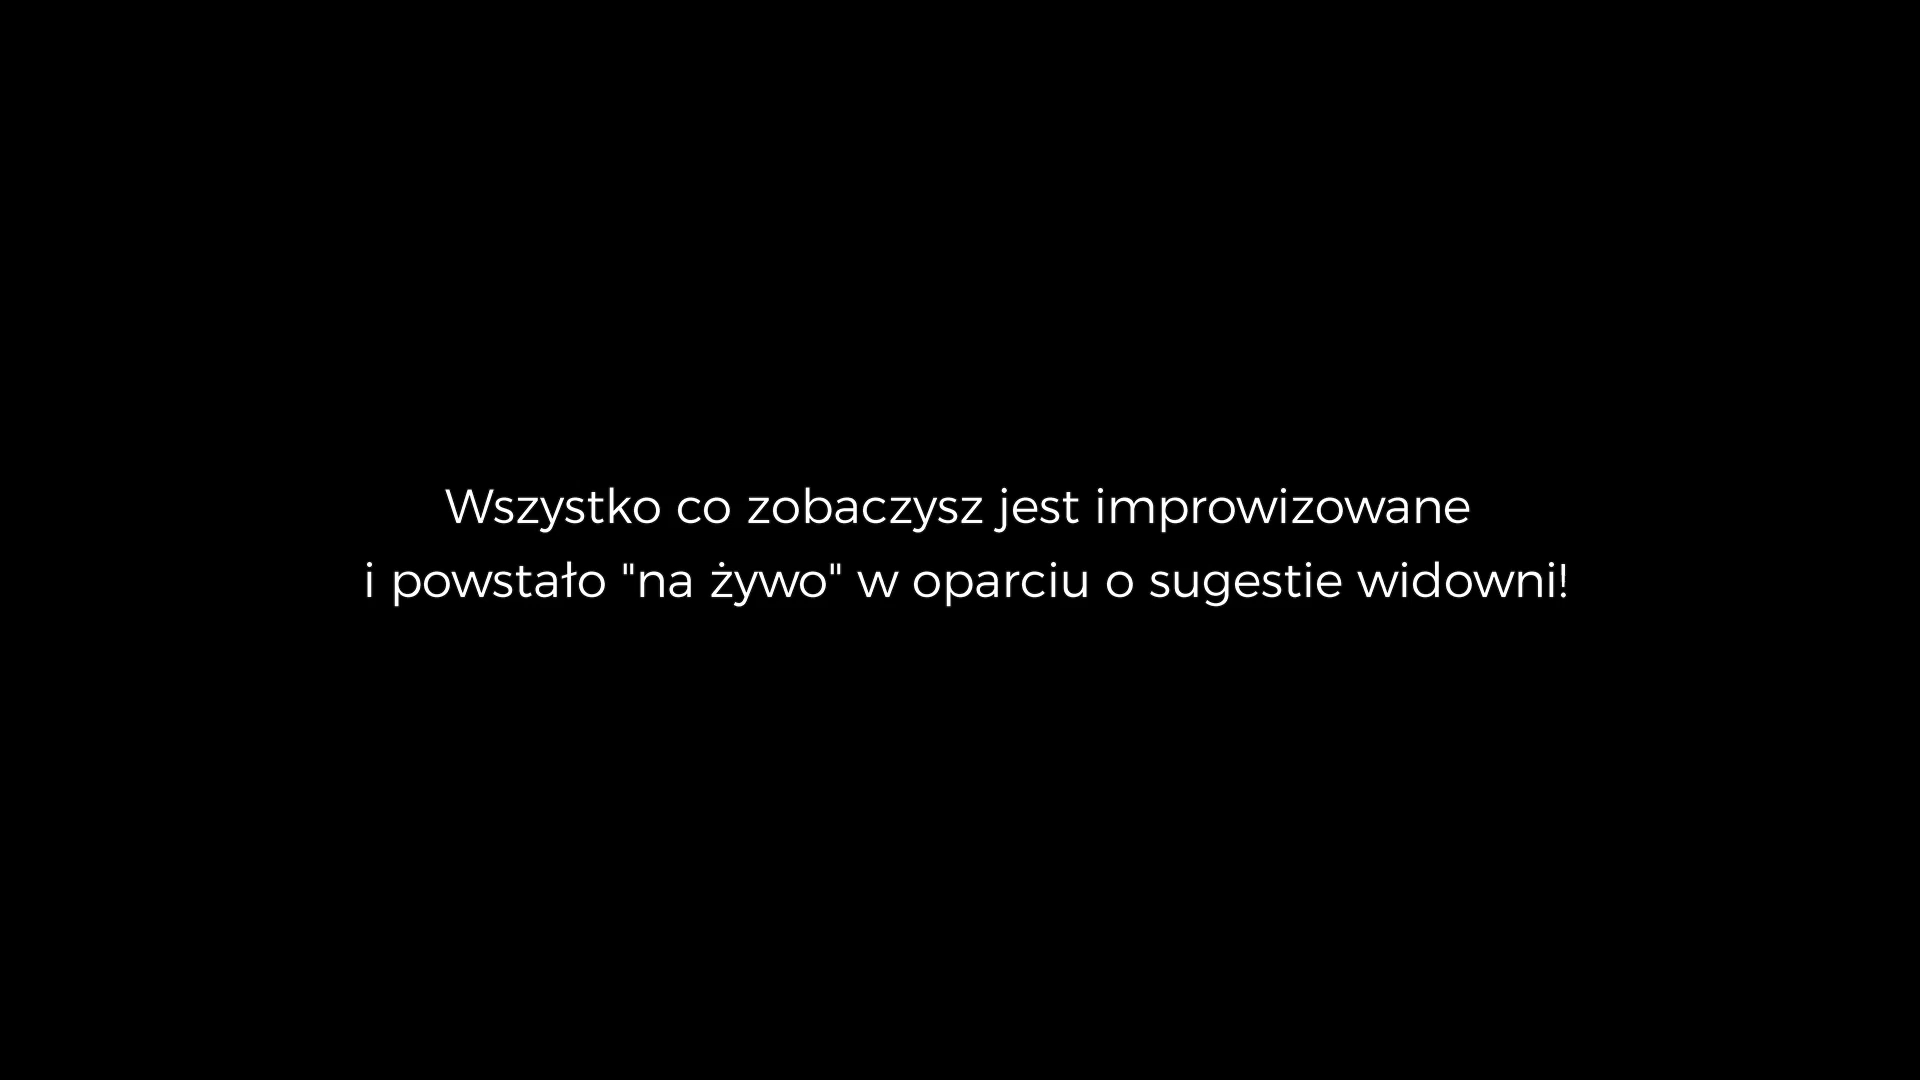 Wszystko co zobaczysz jest improwizowane
i powstało "na żywo" w oparciu o sugestie widowni!